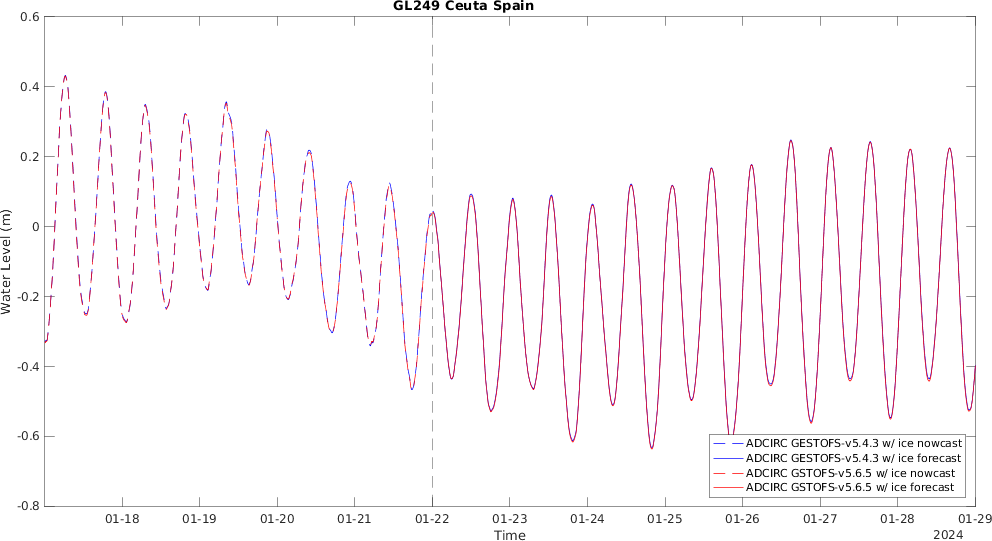 GL249 Ceuta Spain
0.6
0.4
0.2
0
-0.2
-0.4
-0.6
-0.8
Water Level (m)
ADCIRC GESTOFS-v5.4.3 w/ ice nowcast
ADCIRC GESTOFS-v5.4.3 w/ ice forecast
ADCIRC GSTOFS-v5.6.5 w/ ice nowcast
ADCIRC GSTOFS-v5.6.5 w/ ice forecast
01-18 01-19 01-20 01-21 01-22 01-23 01-24 01-25 01-26 01-27 01-28 01-29
Time
2024